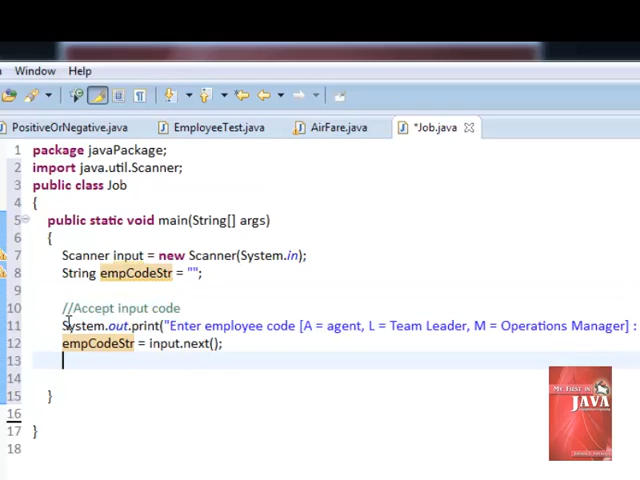 Window Help
PositiveOrNegative.java EmployeeTest.java AirFare.java *Job.java
1 package javaPackage;
2 import java.util.Scanner;
3 public class Job
4 {
5 public static void main(String[] args)
6 {
7 Scanner input = new Scanner(System.in);
8 String empCodeStr = "";
9
10 //Accept input code
11 System.out.print("Enter employee code [A = agent, L = Team Leader, M = Operations Manager] :
12 empCodeStr = input.next();
13
14
15 }
16
17 }
18
MY FIRST IN
JAVA